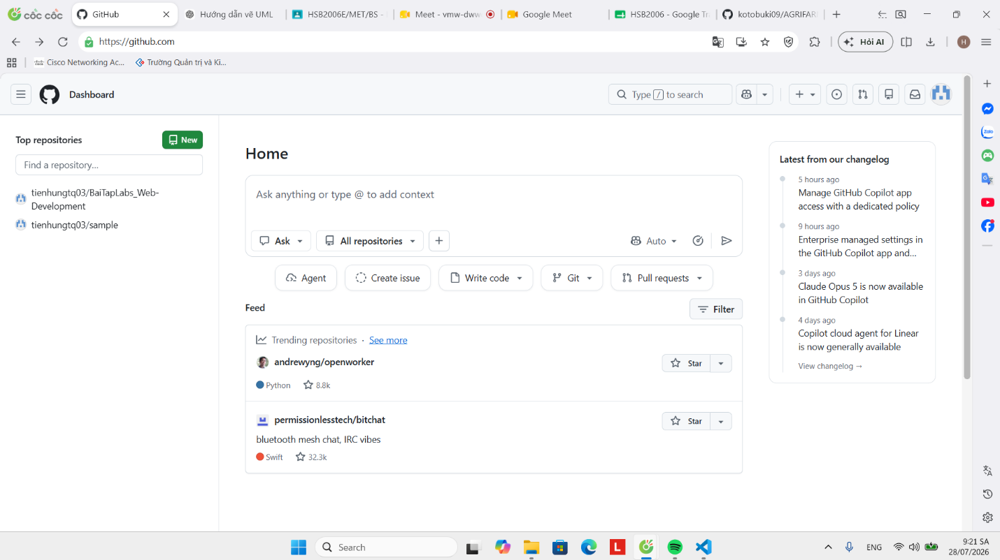 cốc cốc
GitHub
Hướng dẫn vẽ UML
HSB2006E/MET/BS -
Meet - vmw-dww
Google Meet
HSB2006 - Google Tra
kotobuki09/AGRIFARM
https://github.com
Hỏi AI
H
Cisco Networking Ac...
Trường Quản trị và Ki...
Dashboard
Type / to search
Top repositories
New
Find a repository...
tienhungtq03/BaiTapLabs_Web-
Development
tienhungtq03/sample
Home
Ask anything or type @ to add context
Ask
All repositories
Auto
Agent
Create issue
Write code
Git
Pull requests
Feed
Filter
Trending repositories · See more
andrewyng/openworker
Star
Python
8.8k
permissionlesstech/bitchat
Star
bluetooth mesh chat, IRC vibes
Swift
32.3k
Latest from our changelog
5 hours ago
Manage GitHub Copilot app
access with a dedicated policy
9 hours ago
Enterprise managed settings in
the GitHub Copilot app and...
3 days ago
Claude Opus 5 is now available
in GitHub Copilot
4 days ago
Copilot cloud agent for Linear
is now generally available
View changelog →
Zalo
Search
L
ENG
9:21 SA
28/07/2026